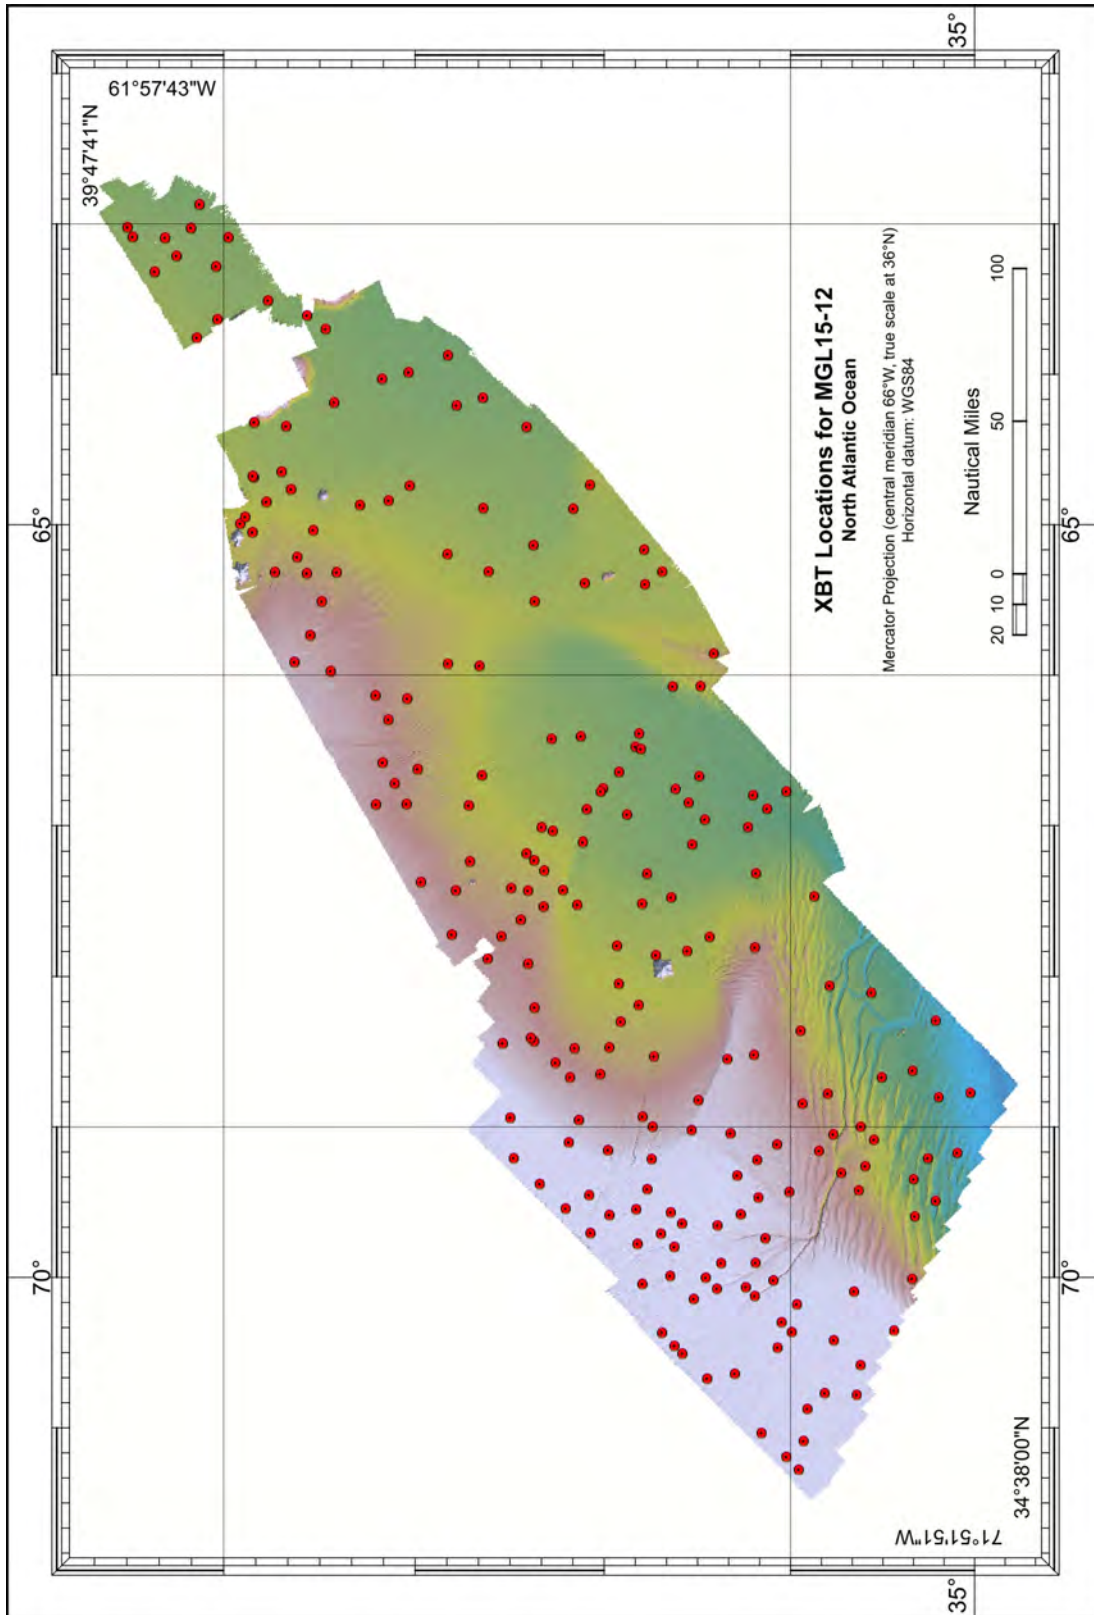 39°47'41"N
61°57'43"W
35°
65°
70°
XBT Locations for MGL15-12
North Atlantic Ocean
Mercator Projection (central meridian 66°W, true scale at 36°N)
Horizontal datum: WGS84
Nautical Miles
20 10 0 50 100
65°
70°
35°
71°51'51"W
34°38'00"N